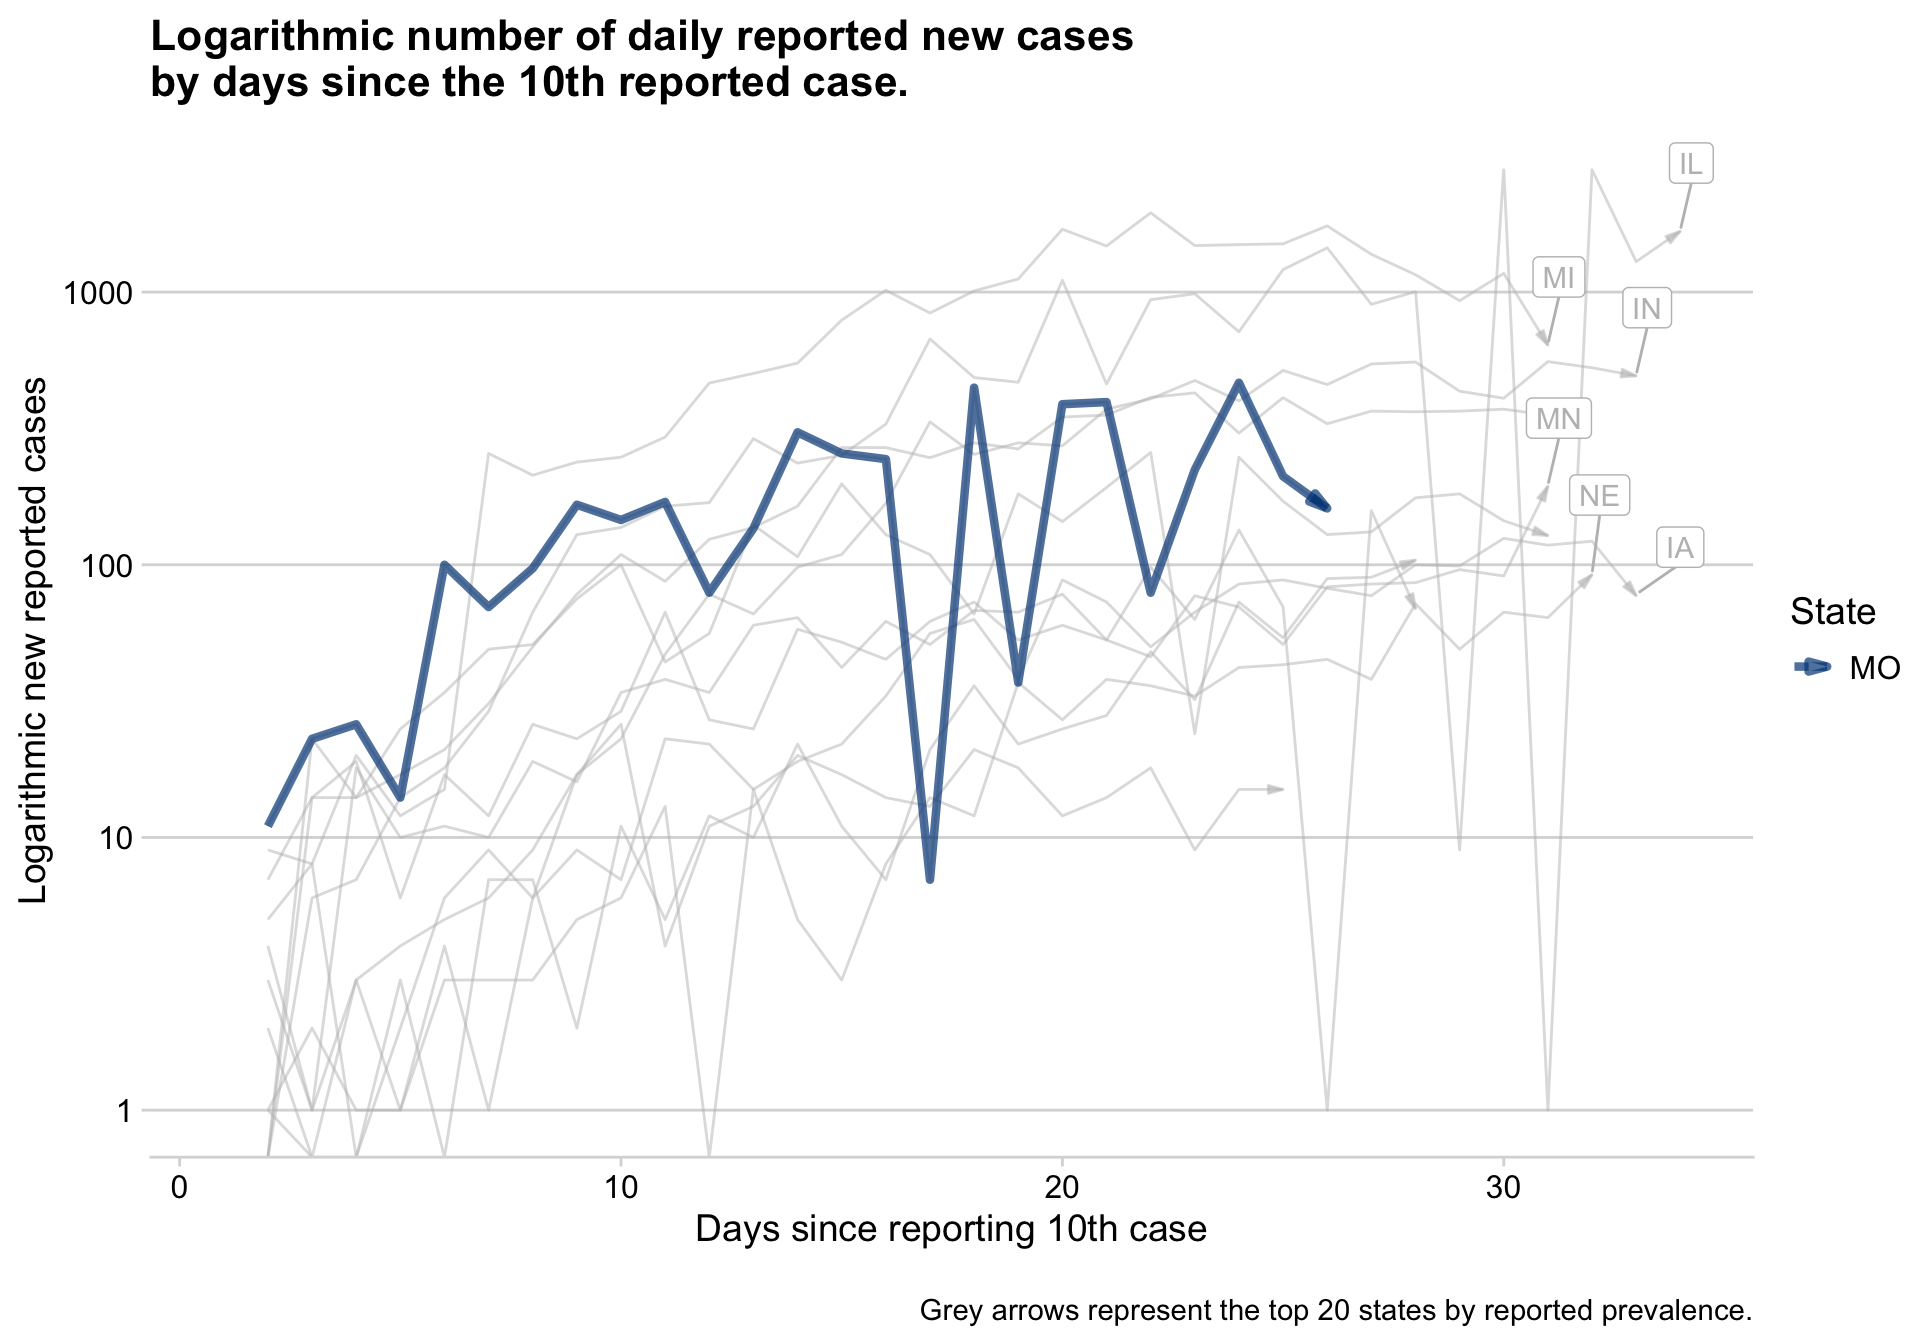 Logarithmic number of daily reported new cases
by days since the 10th reported case.
IL
MI
IN
MN
NE
IA
1000
100
10
1
Logarithmic new reported cases
0
10
20
30
Days since reporting 10th case
State
MO
Grey arrows represent the top 20 states by reported prevalence.